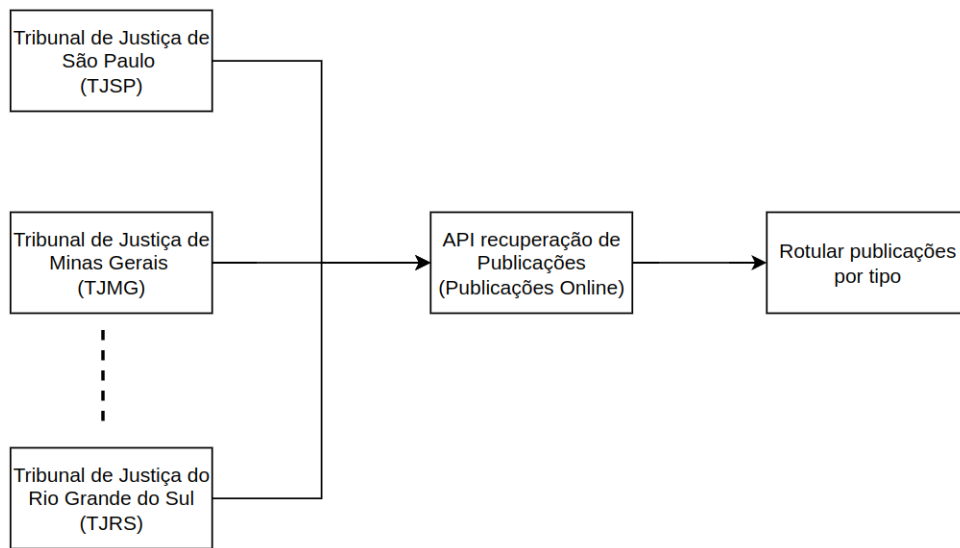 Tribunal de Justiça de
São Paulo
(TJSP)
Tribunal de Justiça de
Minas Gerais
(TJMG)
Tribunal de Justiça do
Rio Grande do Sul
(TJRS)
API recuperação de
Publicações
(Publicações Online)
Rotular publicações
por tipo